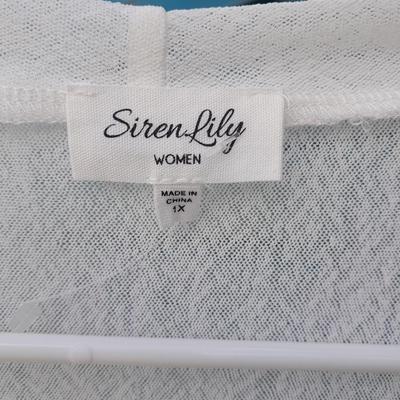 Siren Lily
WOMEN
MADE IN
CHINA
1X